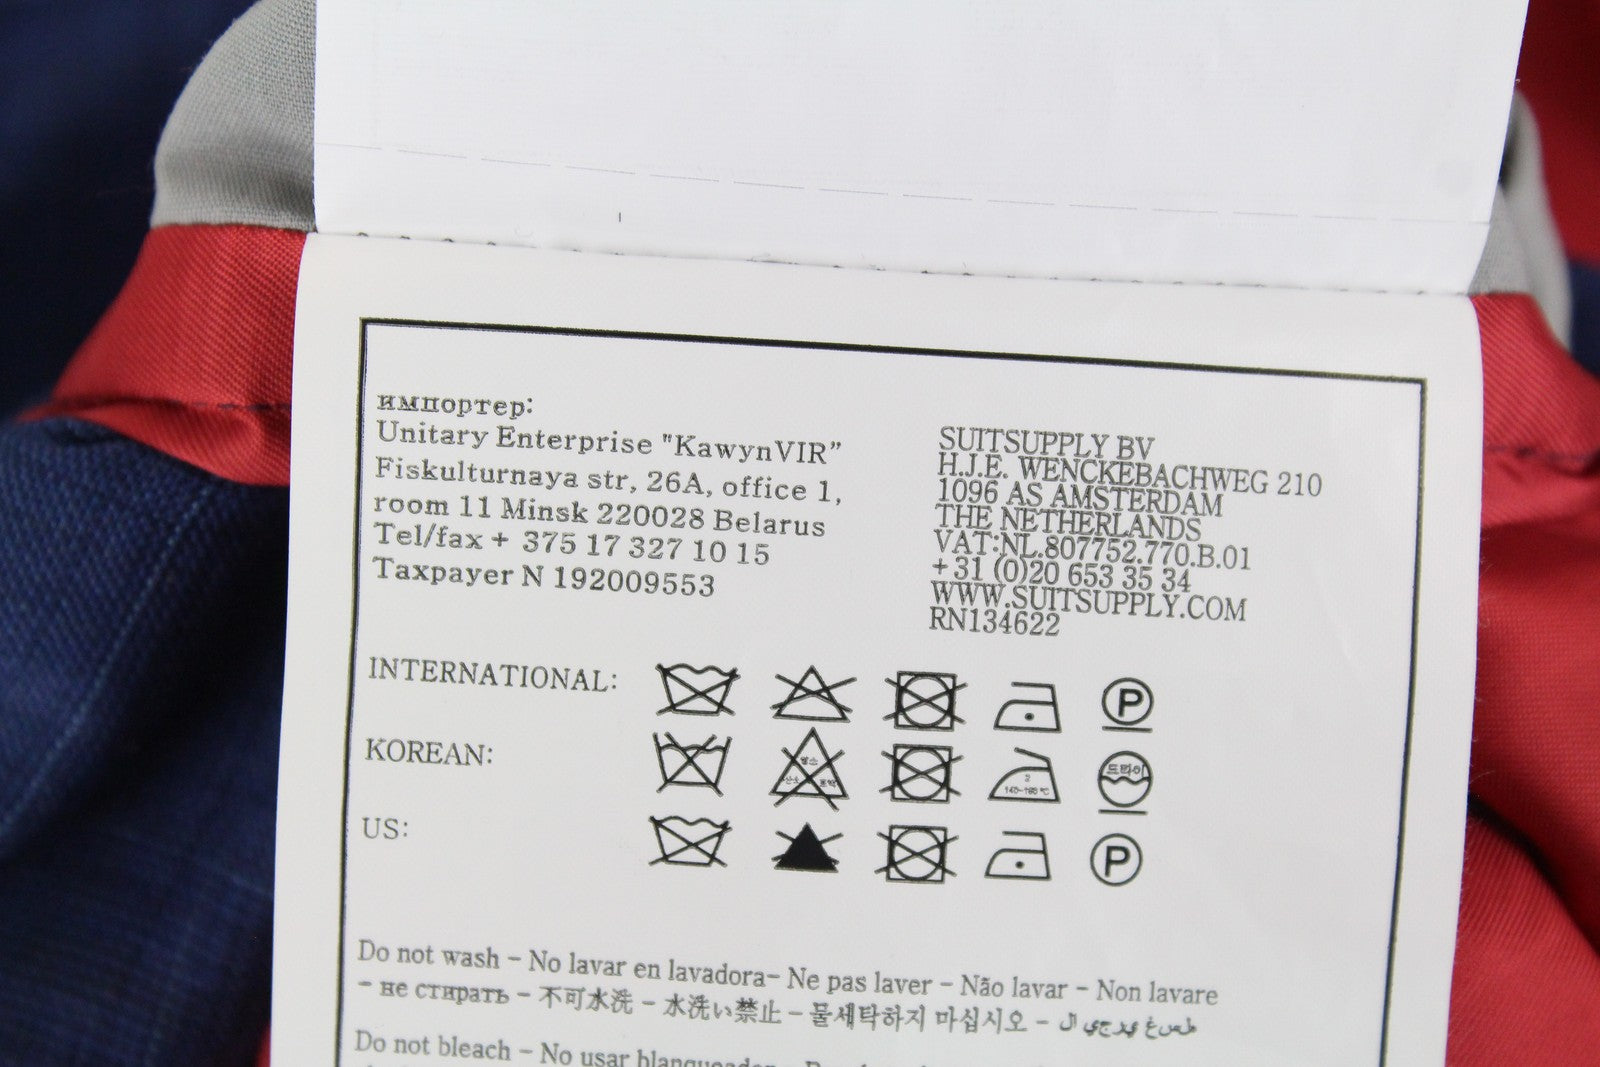 импортер:
Unitary Enterprise "KawynVIR”
Fiskulturnaya str, 26A, office 1,
room 11 Minsk 220028 Belarus
Tel/fax + 375 17 327 10 15
Taxpayer N 192009553
SUITSUPPLY BV
H.J.E. WENCKEBACHWEG 210
1096 AS AMSTERDAM
THE NETHERLANDS
VAT:NL.807752.770.B.01
+31 (0)20 653 35 34
WWW.SUITSUPPLY.COM
RN134622
INTERNATIONAL:
P
KOREAN:
드라이
US:
P
Do not wash – No lavar en lavadora– Ne pas laver – Não lavar – Non lavare
– не стирать – 不可水洗 – 水洗い禁止 – 물세탁하지 마십시오 –
Do not bleach – No usar